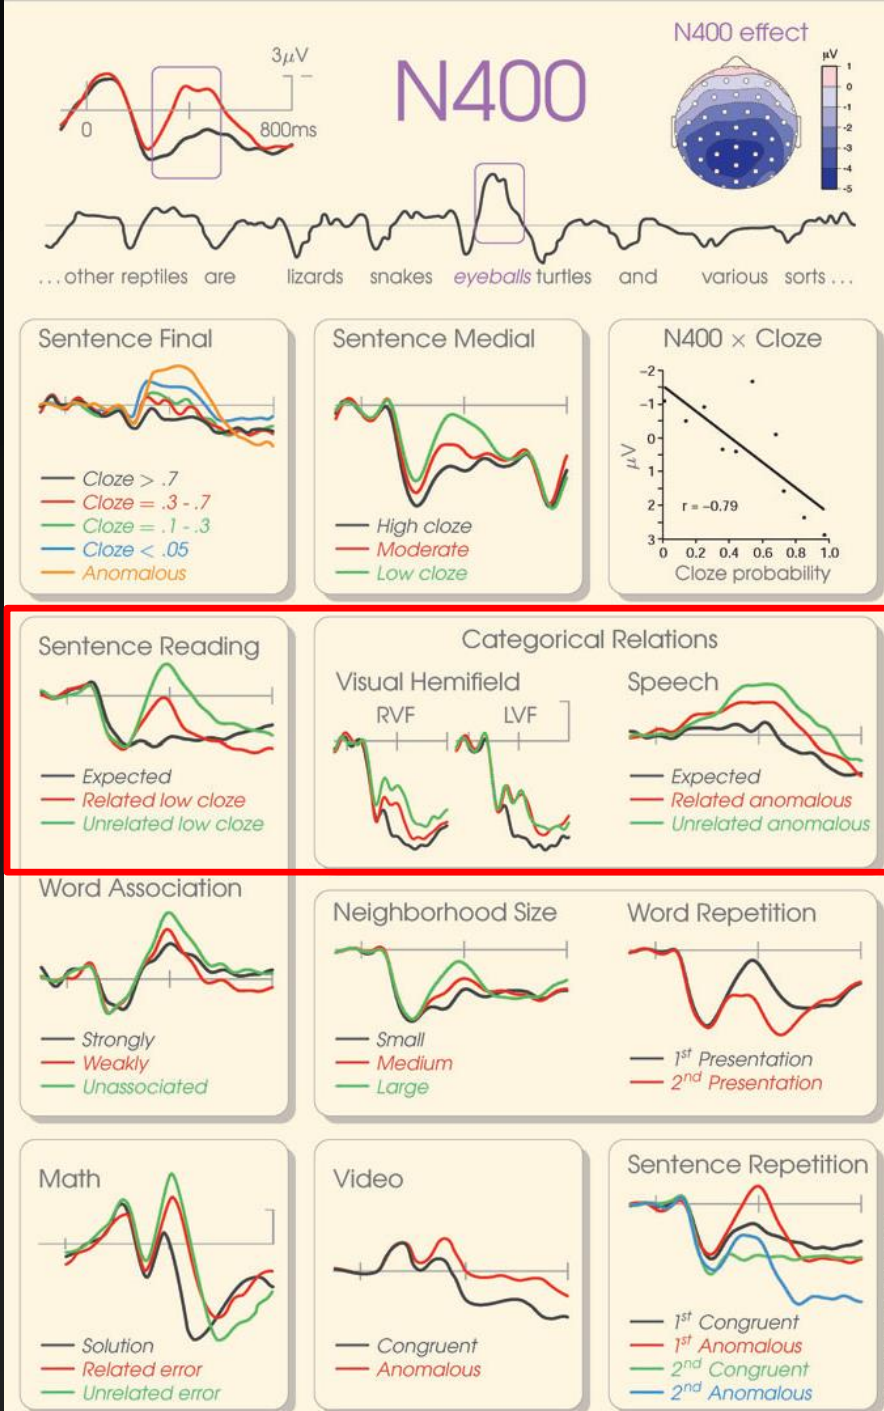 N400 effect
3μV
N400
μV
1
0
-1
-2
-3
-4
-5
0
800ms
...other reptiles are lizards snakes eyeballs turtles and various sorts...
Sentence Final
Cloze > .7
Cloze = .3 - .7
Cloze = .1 - .3
Cloze < .05
Anomalous
Sentence Medial
High cloze
Moderate
Low cloze
N400 × Cloze
−2
−1
0
1
2
3
μV
r = −0.79
0 0.2 0.4 0.6 0.8 1.0
Cloze probability
Sentence Reading
Expected
Related low cloze
Unrelated low cloze
Categorical Relations
Visual Hemifield
RVF LVF
Speech
Expected
Related anomalous
Unrelated anomalous
Word Association
Strongly
Weakly
Unassociated
Neighborhood Size
Small
Medium
Large
Word Repetition
1st Presentation
2nd Presentation
Math
Solution
Related error
Unrelated error
Video
Congruent
Anomalous
Sentence Repetition
1st Congruent
1st Anomalous
2nd Congruent
2nd Anomalous